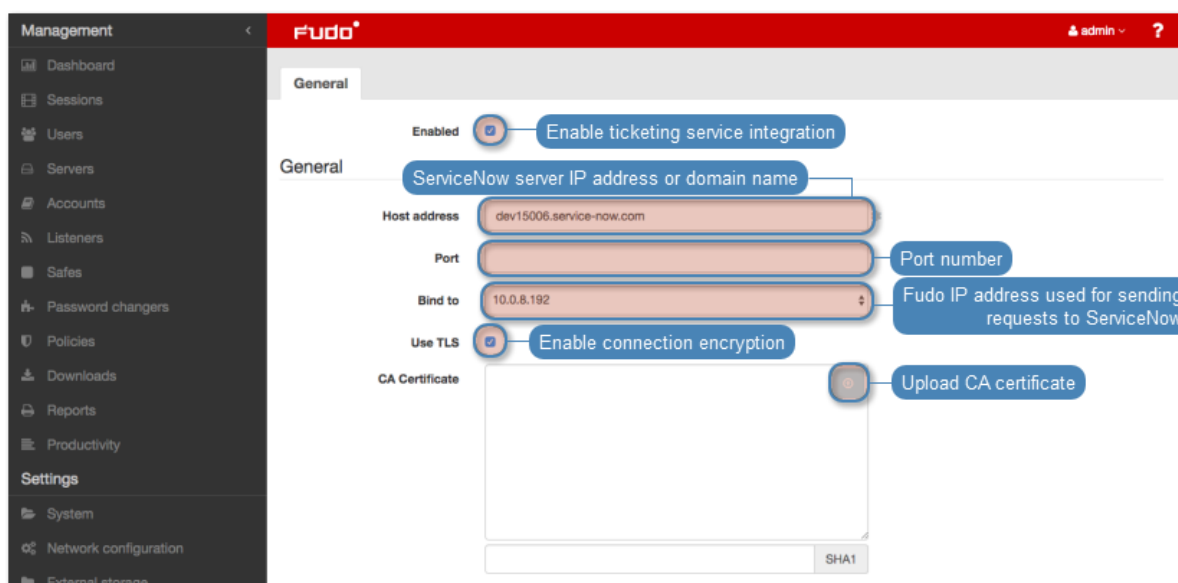 Management
Fudo
admin
?
Dashboard
Sessions
Users
Servers
Accounts
Listeners
Safes
Password changers
Policies
Downloads
Reports
Productivity
Settings
System
Network configuration
External storage
General
Enabled
Enable ticketing service integration
General
ServiceNow server IP address or domain name
Host address
dev15006.service-now.com
Port
Port number
Bind to
10.0.8.192
Fudo IP address used for sending
requests to ServiceNow
Use TLS
Enable connection encryption
CA Certificate
Upload CA certificate
SHA1